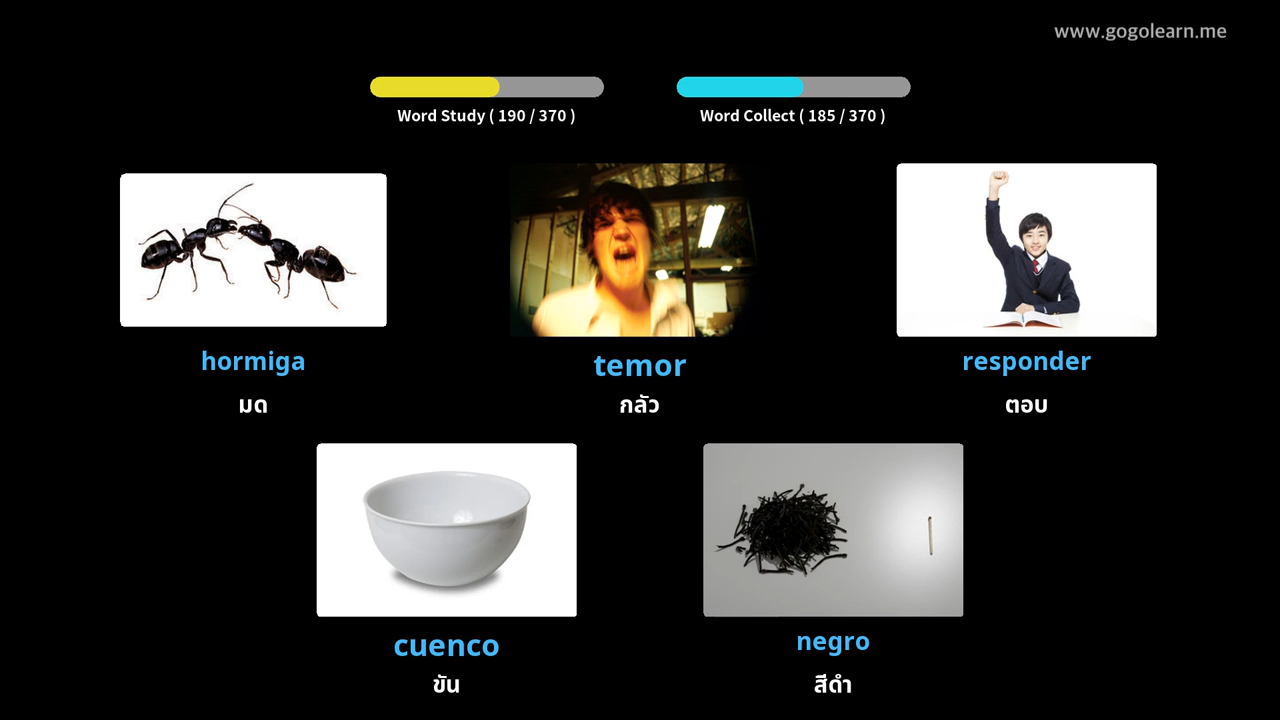 www.gogolearn.me
Word Study ( 190 / 370 )
Word Collect ( 185 / 370 )
hormiga
มด
temor
กลัว
responder
ตอบ
cuenco
ขัน
negro
สีดำ